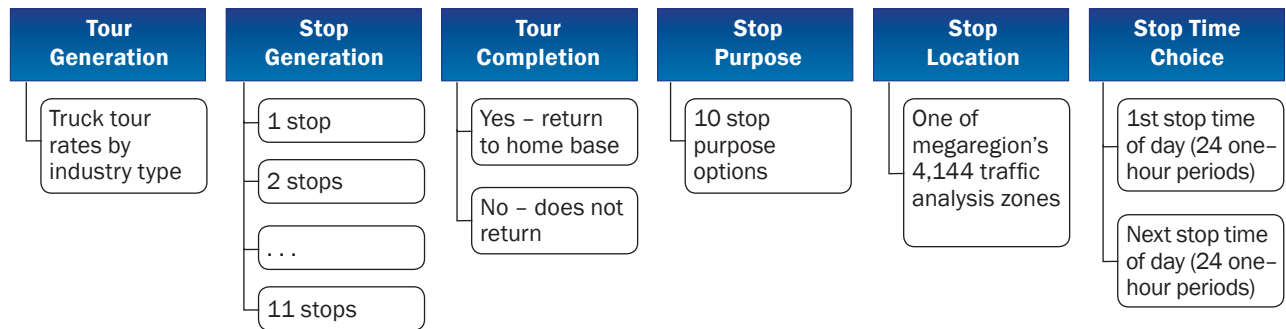 Tour
Generation
Truck tour
rates by
industry type
Stop
Generation
1 stop
2 stops
. . .
11 stops
Tour
Completion
Yes – return
to home base
No – does not
return
Stop
Purpose
10 stop
purpose
options
Stop
Location
One of
megaregion's
4,144 traffic
analysis zones
Stop Time
Choice
1st stop time
of day (24 one–
hour periods)
Next stop time
of day (24 one–
hour periods)